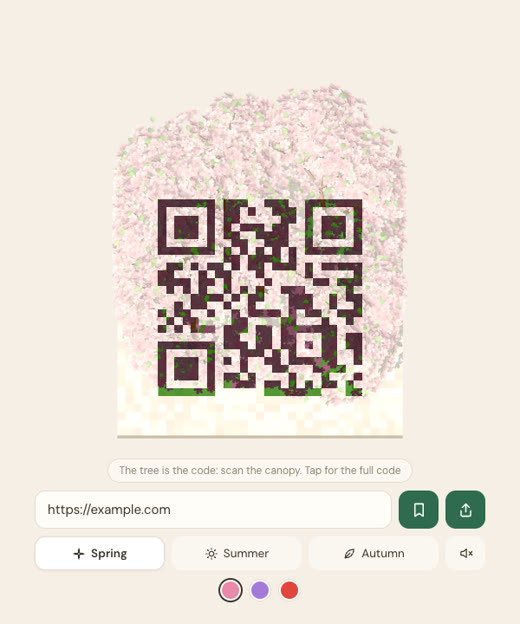 The tree is the code: scan the canopy. Tap for the full code
https://example.com
Spring
Summer
Autumn